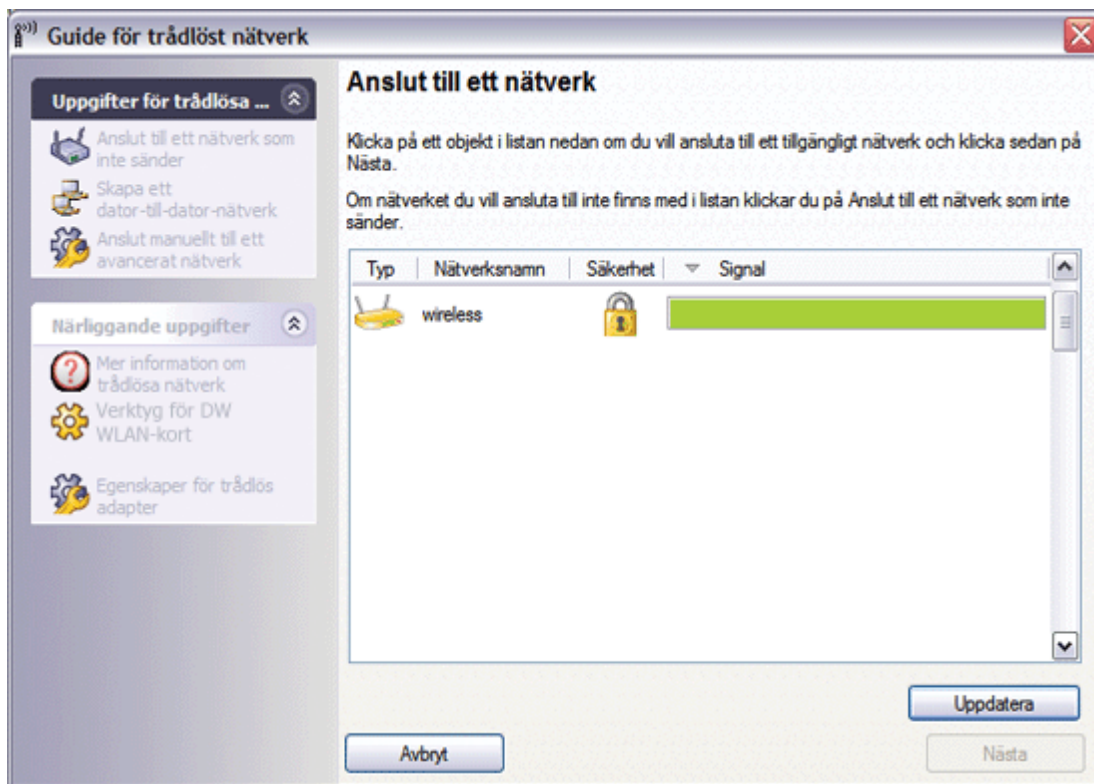 Guide för trådlöst nätverk
Uppgifter för trådlösa ...
Anslut till ett nätverk som
inte sänder
Skapa ett
dator-till-dator-nätverk
Anslut manuellt till ett
avancerat nätverk
Närliggande uppgifter
Mer information om
trådlösa nätverk
Verktyg för DW
WLAN-kort
Egenskaper för trådlös
adapter
Anslut till ett nätverk
Klicka på ett objekt i listan nedan om du vill ansluta till ett tillgängligt nätverk och klicka sedan på
Nästa.
Om nätverket du vill ansluta till inte finns med i listan klickar du på Anslut till ett nätverk som inte
sänder.
Typ Nätverksnamn Säkerhet Signal
wireless
Uppdatera
Avbryt Nästa